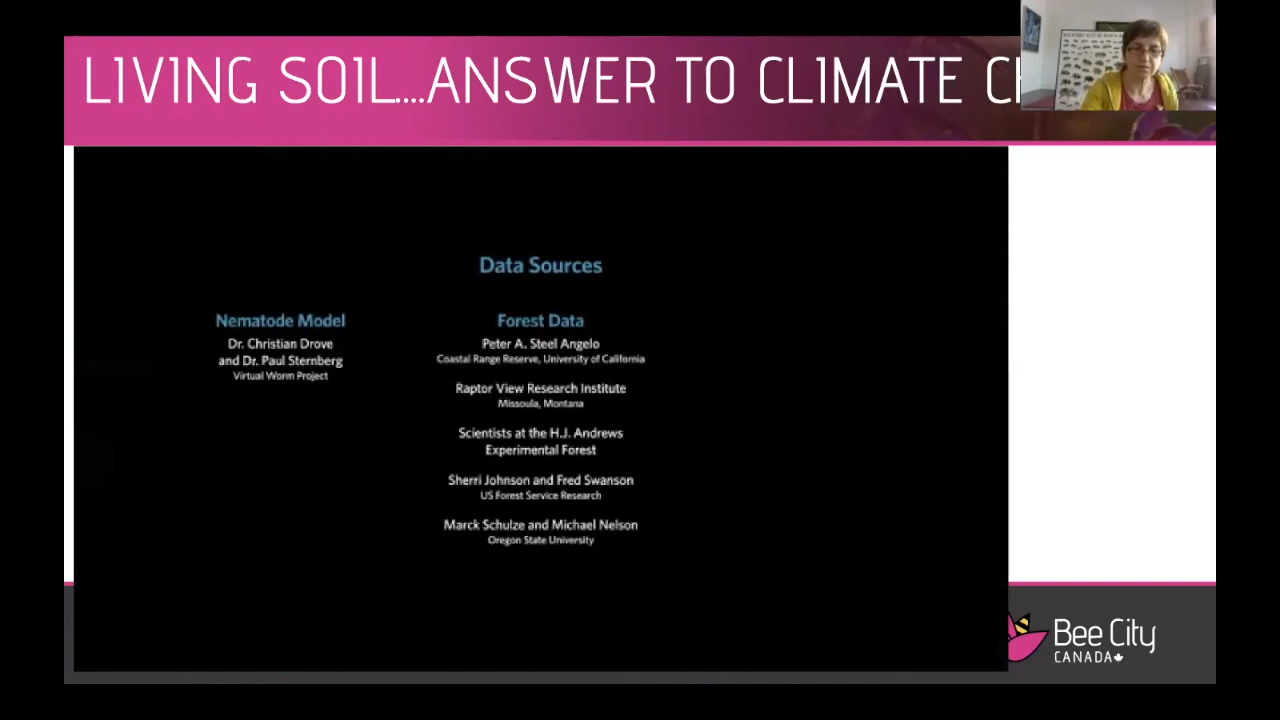 LIVING SOIL....ANSWER TO CLIMATE
Data Sources
Nematode Model
Dr. Christian Drove
and Dr. Paul Sternberg
Virtual Worm Project
Forest Data
Peter A. Steel Angelo
Coastal Range Reserve, University of California
Raptor View Research Institute
Missoula, Montana
Scientists at the H.J. Andrews
Experimental Forest
Sherri Johnson and Fred Swanson
US Forest Service Research
Marck Schulze and Michael Nelson
Oregon State University
Bee City
CANADA